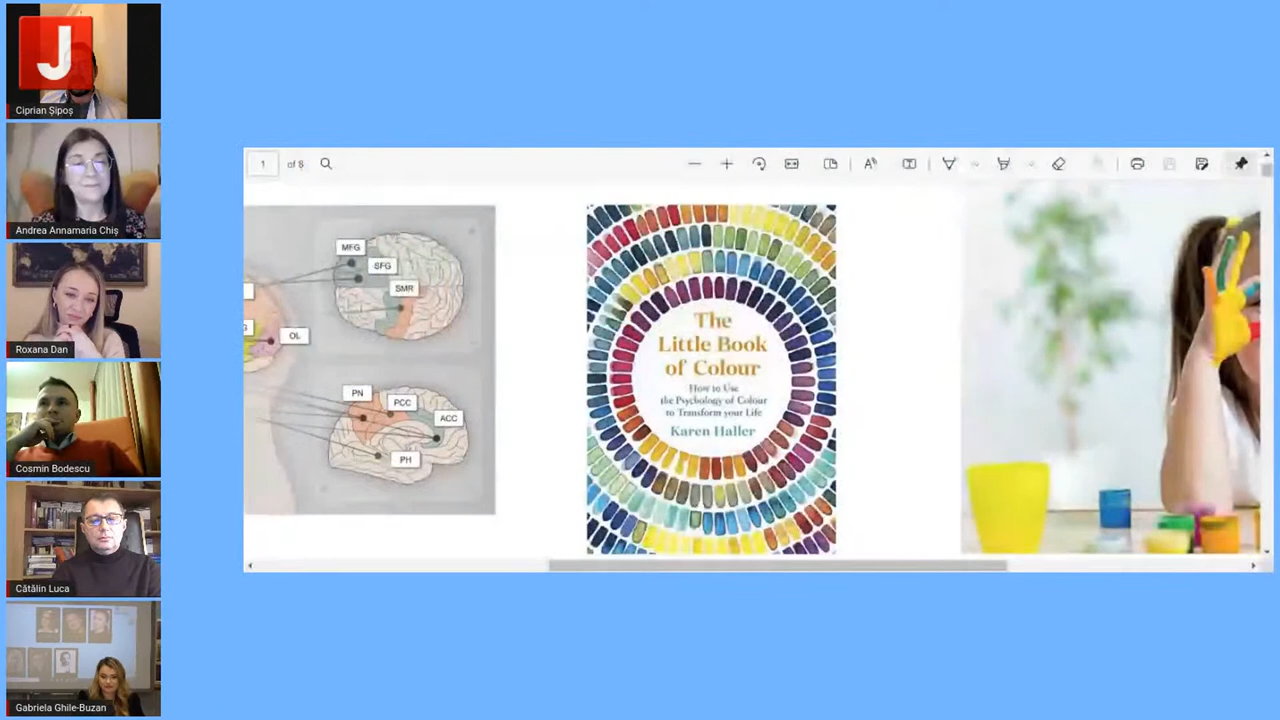 J
Ciprian Șipoș
Andrea Annamaria Chiș
Roxana Dan
Cosmin Bodescu
Cătălin Luca
Gabriela Ghile-Buzan
1 of 8
MFG
SFG
SMR
OL
PN
PCC
ACC
PH
The
Little Book
of Colour
How to Use
the Psychology of Colour
to Transform your Life
Karen Haller